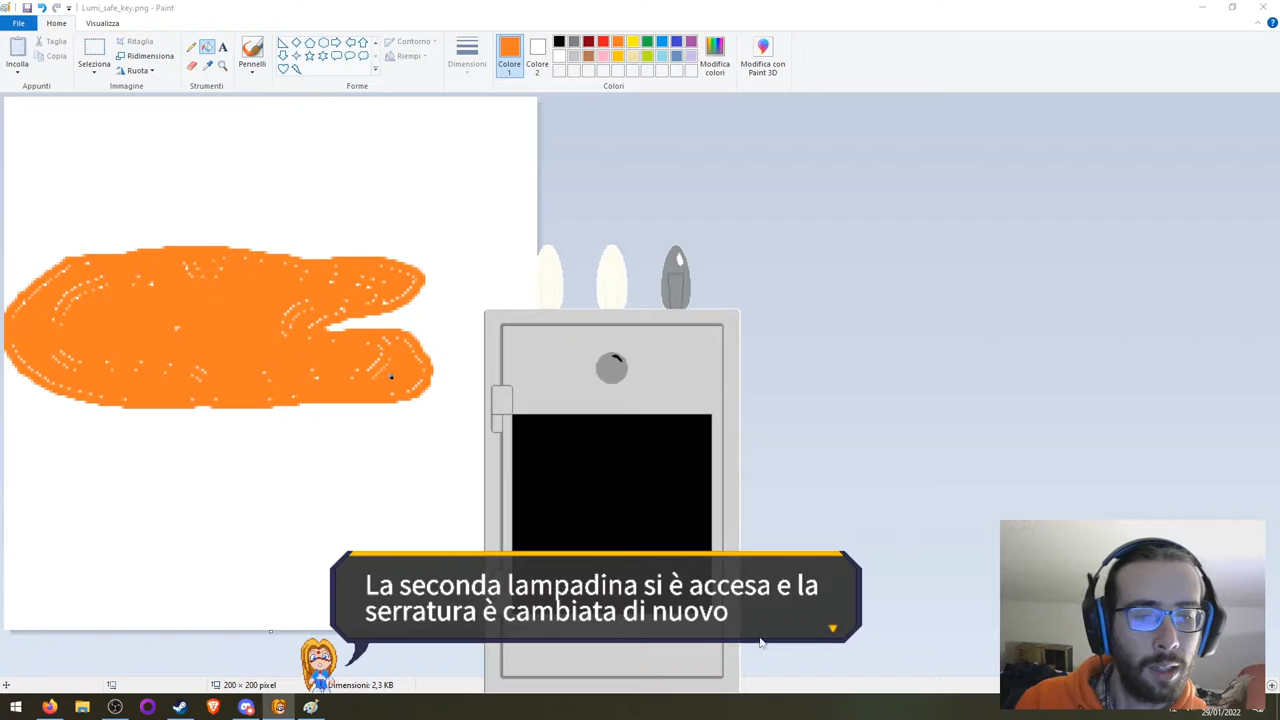 Lumi_safe_key.png - Paint
File
Home
Visualizza
Incolla
Taglia
Copia
Appunti
Seleziona
Ritaglia
Ridimensiona
Ruota
Immagine
A
Strumenti
Pennelli
Contorno
Riempi
Forme
Dimensioni
Colore
1
Colore
2
Modifica
colori
Colori
Modifica con
Paint 3D
La seconda lampadina si è accesa e la
serratura è cambiata di nuovo
200 × 200 pixel
Dimensioni: 2,3 KB
29/01/2022